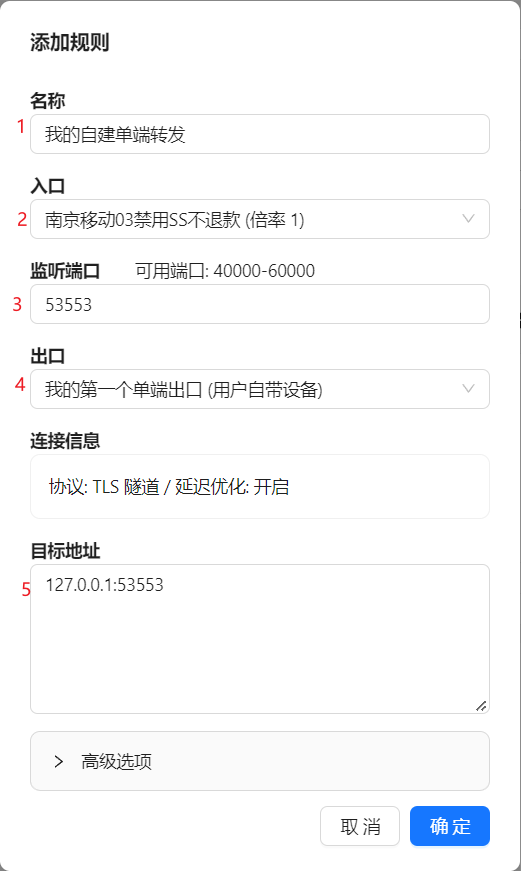 添加规则
名称
1 我的自建单端转发
入口
2 南京移动03禁用SS不退款 (倍率 1)
监听端口 可用端口: 40000-60000
3 53553
出口
4 我的第一个单端出口 (用户自带设备)
连接信息
协议: TLS 隧道 / 延迟优化: 开启
目标地址
5 127.0.0.1:53553
高级选项
取消 确定